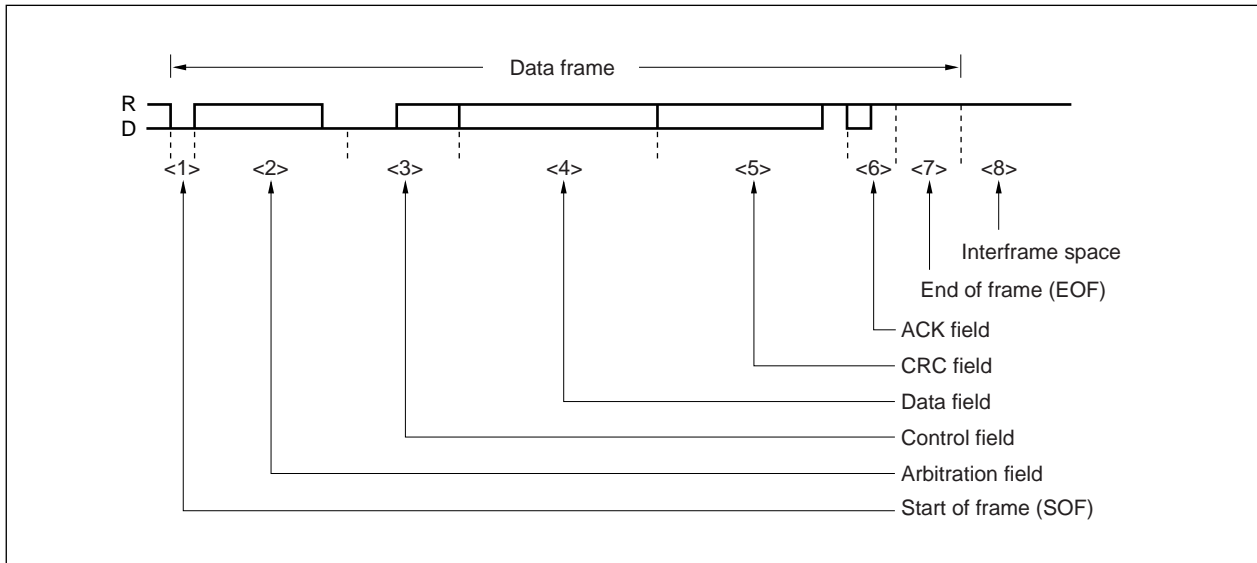 Data frame
R
D
<1> <2> <3> <4> <5> <6> <7> <8>
Interframe space
End of frame (EOF)
ACK field
CRC field
Data field
Control field
Arbitration field
Start of frame (SOF)